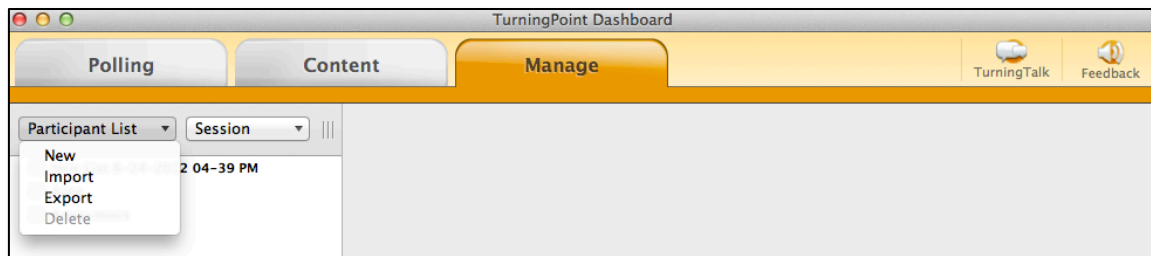 TurningPoint Dashboard
Polling
Content
Manage
TurningTalk
Feedback
Participant List
Session
New
2 04-39 PM
Import
Export
Delete